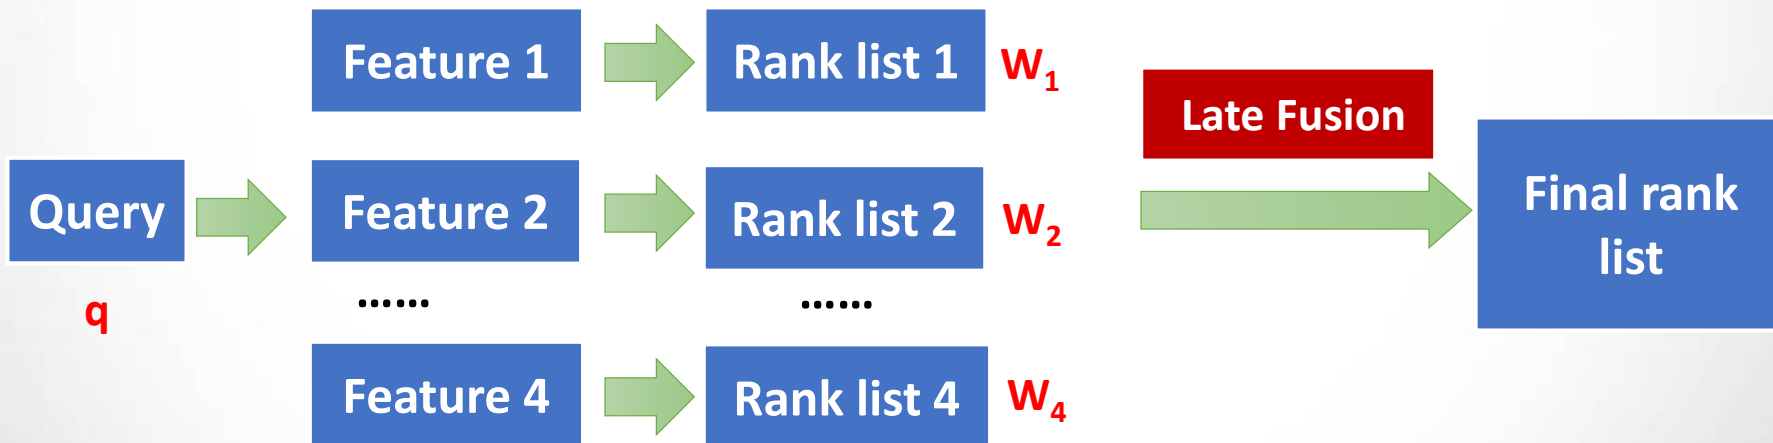 Feature 1
Rank list 1
W1
Late Fusion
Query
q
Feature 2
Rank list 2
W2
Final rank
list
......
......
Feature 4
Rank list 4
W4